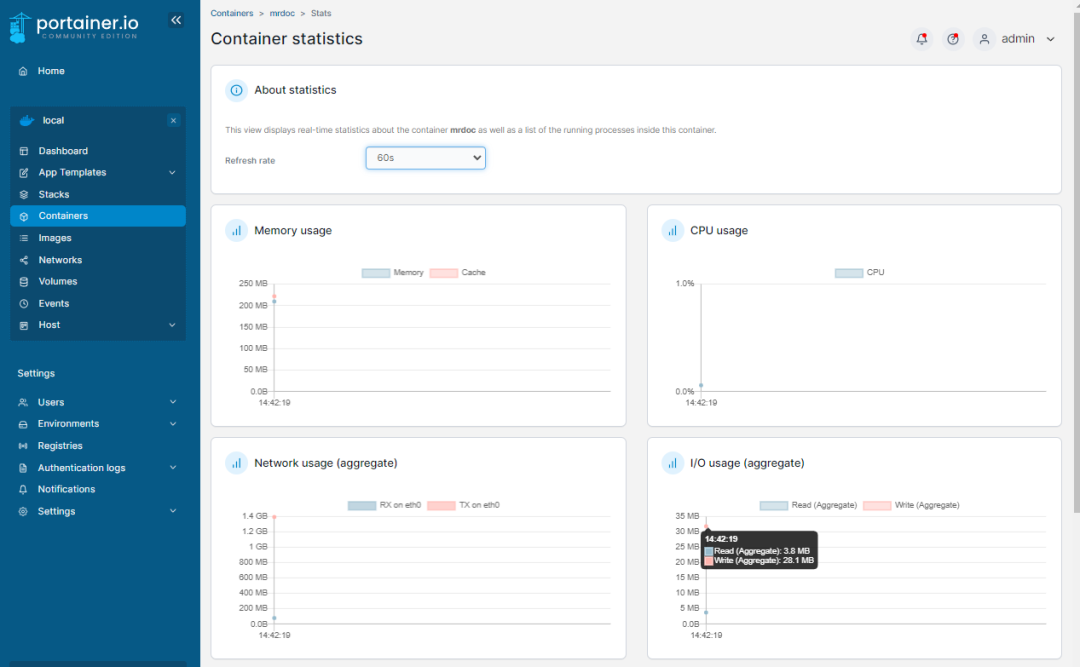 portainer.io
COMMUNITY EDITION
Home
local
Dashboard
App Templates
Stacks
Containers
Images
Networks
Volumes
Events
Host
Settings
Users
Environments
Registries
Authentication logs
Notifications
Settings
Containers > mrdoc > Stats
Container statistics
admin
About statistics
This view displays real-time statistics about the container mrdoc as well as a list of the running processes inside this container.
Refresh rate 60s
Memory usage
Memory Cache
250 MB
200 MB
150 MB
100 MB
50 MB
0.0B
14:42:19
CPU usage
CPU
1.0%
0.0%
14:42:19
Network usage (aggregate)
RX on eth0 TX on eth0
1.4 GB
1.2 GB
1 GB
800 MB
600 MB
400 MB
200 MB
0.0B
14:42:19
I/O usage (aggregate)
Read (Aggregate) Write (Aggregate)
35 MB
30 MB
25 MB
20 MB
15 MB
10 MB
5 MB
0.0B
14:42:19
14:42:19
Read (Aggregate): 3.8 MB
Write (Aggregate): 28.1 MB